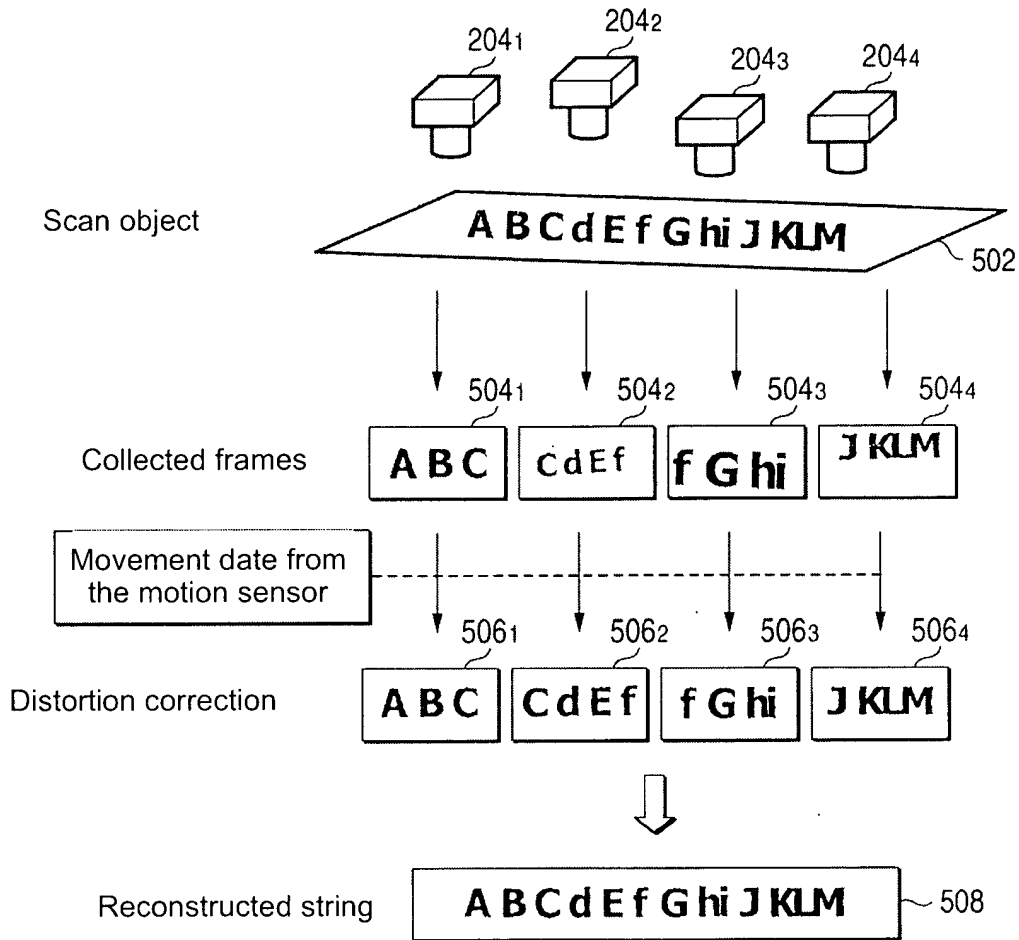 204₁ 204₂ 204₃ 204₄
Scan object
A B C d E f G hi J KLM
502
504₁ 504₂ 504₃ 504₄
Collected frames
A B C
C d E f
f G hi
J KLM
Movement date from
the motion sensor
506₁ 506₂ 506₃ 506₄
Distortion correction
A B C
C d E f
f G hi
J KLM
Reconstructed string
A B C d E f G hi J KLM
508